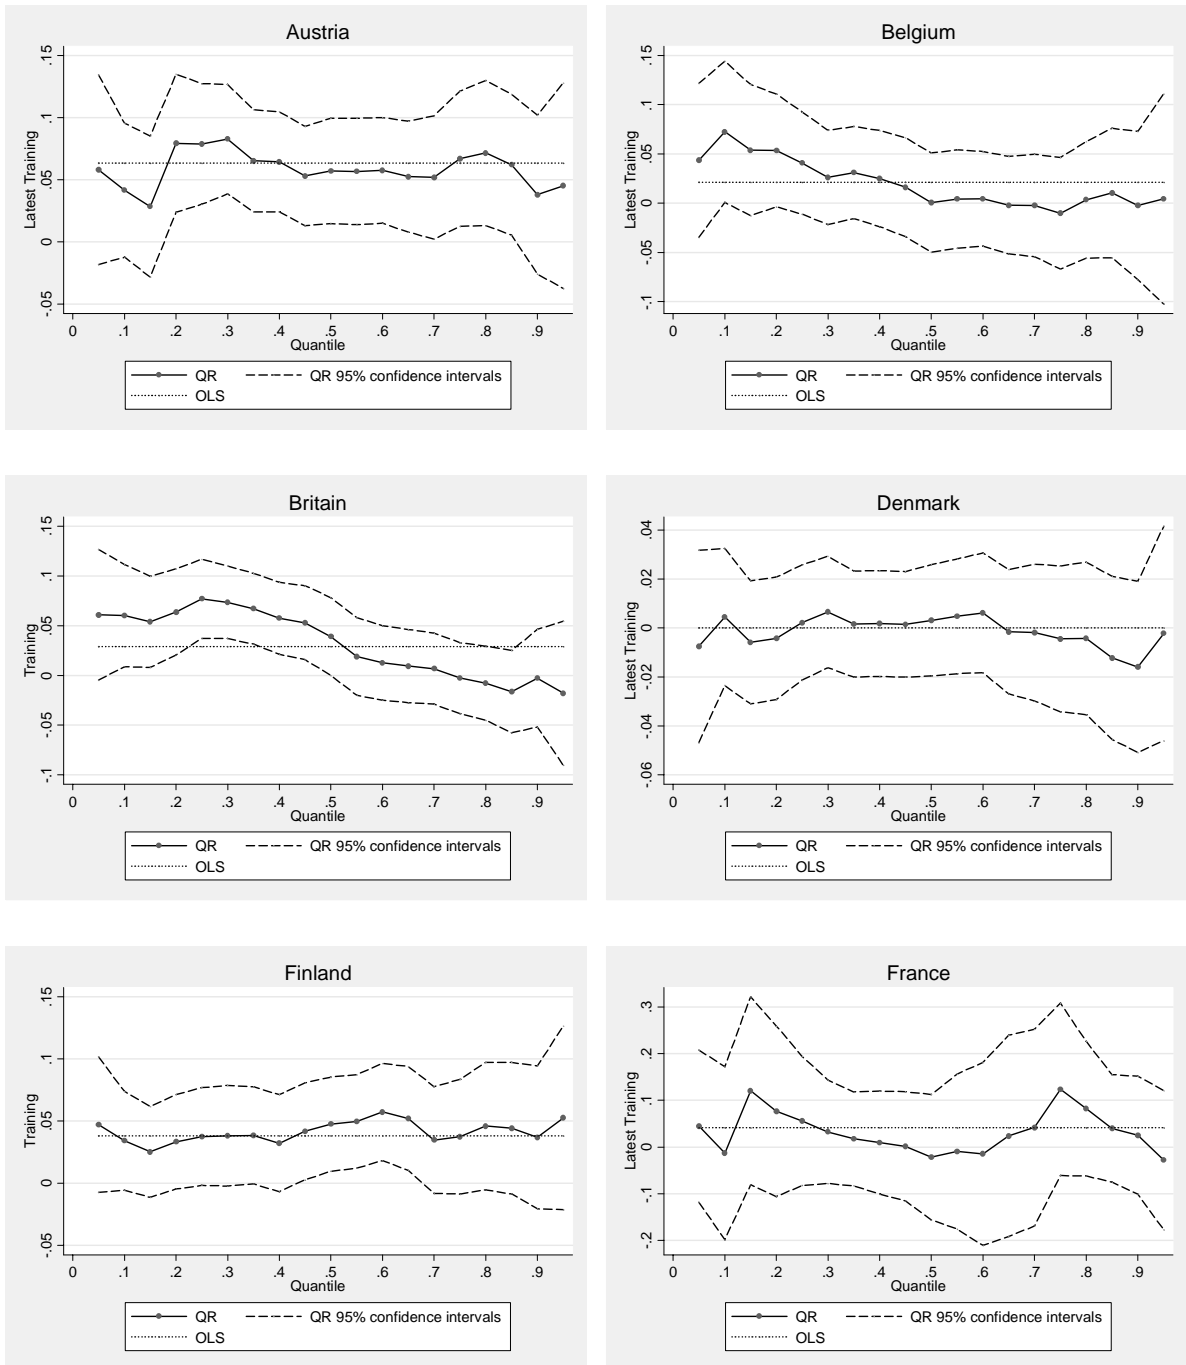 Austria
Latest Training
.15
.1
.05
0
-.05
0 .1 .2 .3 .4 .5 .6 .7 .8 .9
Quantile
QR QR 95% confidence intervals
OLS
Belgium
Latest Training
.15
.1
.05
0
-.05
-.1
0 .1 .2 .3 .4 .5 .6 .7 .8 .9
Quantile
QR QR 95% confidence intervals
OLS
Britain
Training
.15
.1
.05
0
-.05
-.1
0 .1 .2 .3 .4 .5 .6 .7 .8 .9
Quantile
QR QR 95% confidence intervals
OLS
Denmark
Latest Training
.04
.02
0
-.02
-.04
-.06
0 .1 .2 .3 .4 .5 .6 .7 .8 .9
Quantile
QR QR 95% confidence intervals
OLS
Finland
Training
.15
.1
.05
0
-.05
0 .1 .2 .3 .4 .5 .6 .7 .8 .9
Quantile
QR QR 95% confidence intervals
OLS
France
Latest Training
.3
.2
.1
0
-.1
-.2
0 .1 .2 .3 .4 .5 .6 .7 .8 .9
Quantile
QR QR 95% confidence intervals
OLS